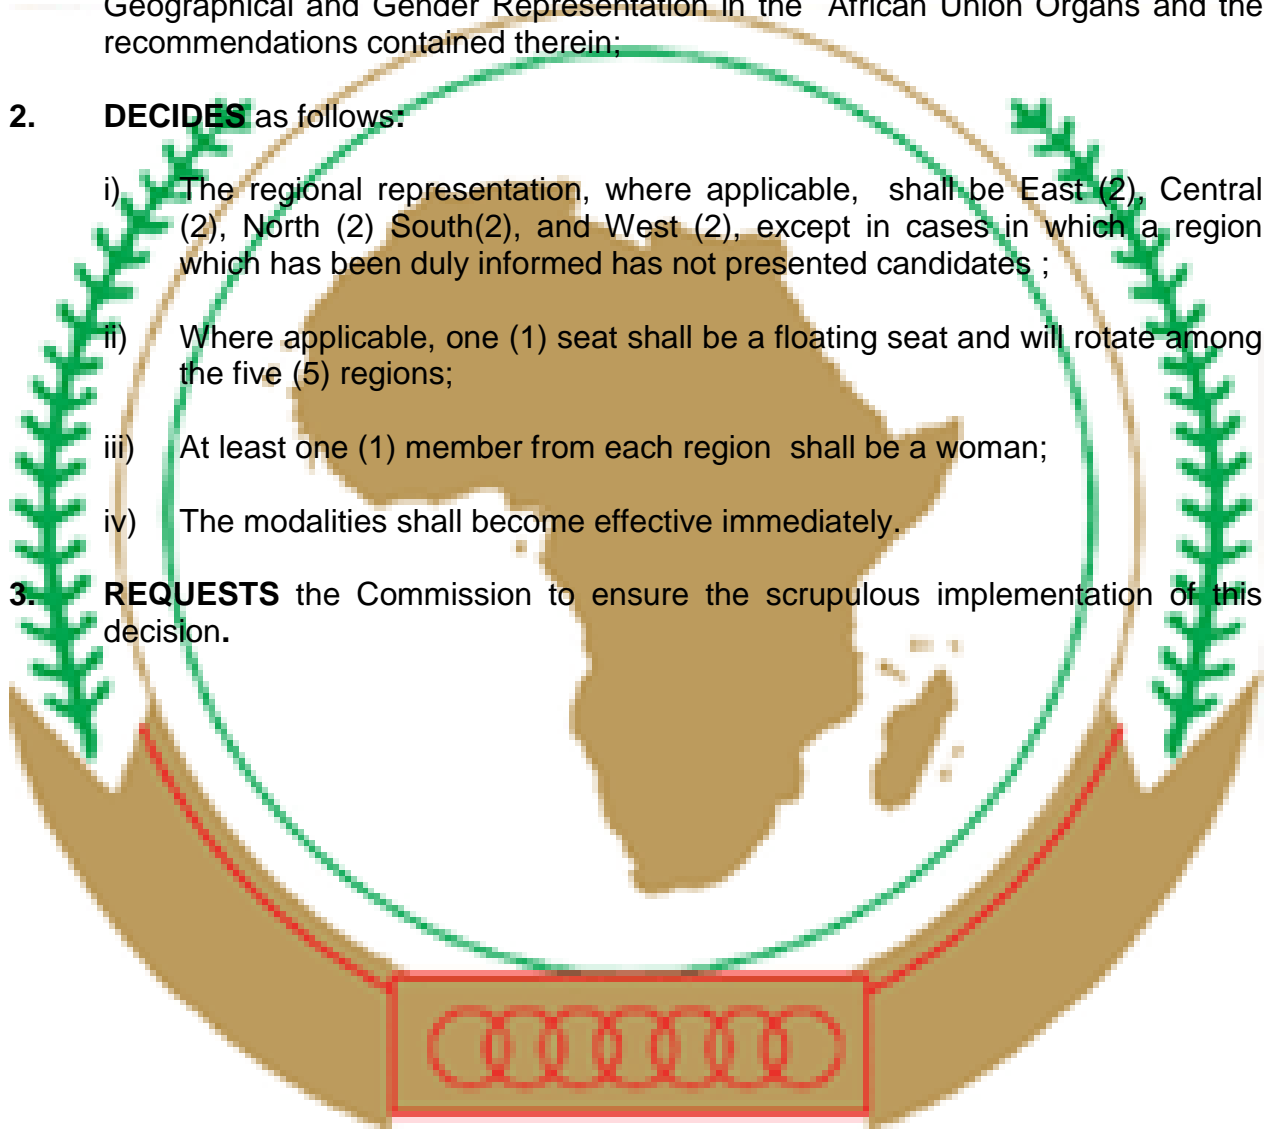 Geographical and Gender Representation in the African Union Organs and the
recommendations contained therein;
2. DECIDES as follows:
i) The regional representation, where applicable, shall be East (2), Central
(2), North (2) South(2), and West (2), except in cases in which a region
which has been duly informed has not presented candidates ;
ii) Where applicable, one (1) seat shall be a floating seat and will rotate among
the five (5) regions;
iii) At least one (1) member from each region shall be a woman;
iv) The modalities shall become effective immediately.
3. REQUESTS the Commission to ensure the scrupulous implementation of this
decision.